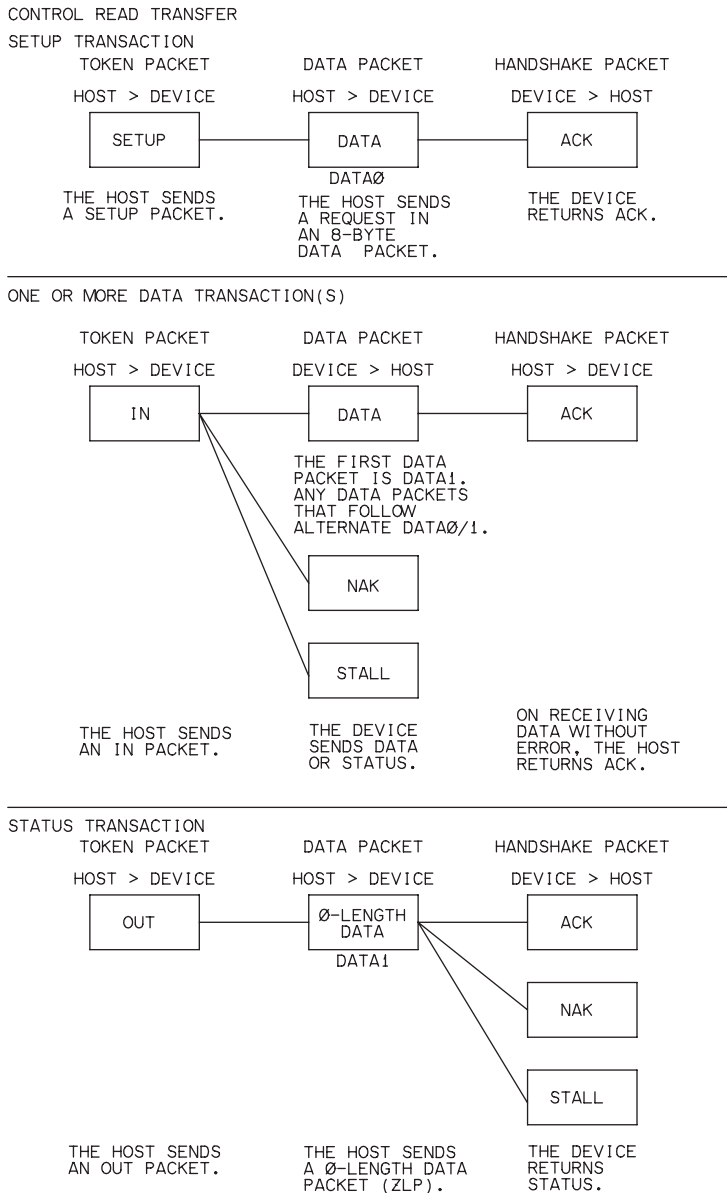 CONTROL READ TRANSFER
SETUP TRANSACTION
TOKEN PACKET
DATA PACKET
HANDSHAKE PACKET
HOST > DEVICE
HOST > DEVICE
DEVICE > HOST
SETUP
DATA
ACK
DATAØ
THE HOST SENDS
A SETUP PACKET.
THE HOST SENDS
A REQUEST IN
AN 8-BYTE
DATA PACKET.
THE DEVICE
RETURNS ACK.
ONE OR MORE DATA TRANSACTION(S)
TOKEN PACKET
DATA PACKET
HANDSHAKE PACKET
HOST > DEVICE
DEVICE > HOST
HOST > DEVICE
IN
DATA
ACK
THE FIRST DATA
PACKET IS DATA1.
ANY DATA PACKETS
THAT FOLLOW
ALTERNATE DATAØ/1.
NAK
STALL
THE HOST SENDS
AN IN PACKET.
THE DEVICE
SENDS DATA
OR STATUS.
ON RECEIVING
DATA WITHOUT
ERROR, THE HOST
RETURNS ACK.
STATUS TRANSACTION
TOKEN PACKET
DATA PACKET
HANDSHAKE PACKET
HOST > DEVICE
HOST > DEVICE
DEVICE > HOST
OUT
Ø-LENGTH
DATA
ACK
DATA1
NAK
STALL
THE HOST SENDS
AN OUT PACKET.
THE HOST SENDS
A Ø-LENGTH DATA
PACKET (ZLP).
THE DEVICE
RETURNS
STATUS.